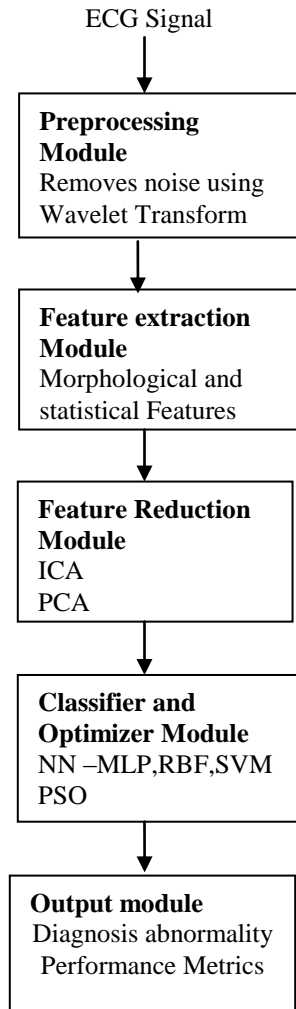 ECG Signal
Preprocessing
Module
Removes noise using
Wavelet Transform
Feature extraction
Module
Morphological and
statistical Features
Feature Reduction
Module
ICA
PCA
Classifier and
Optimizer Module
NN –MLP,RBF,SVM
PSO
Output module
Diagnosis abnormality
Performance Metrics